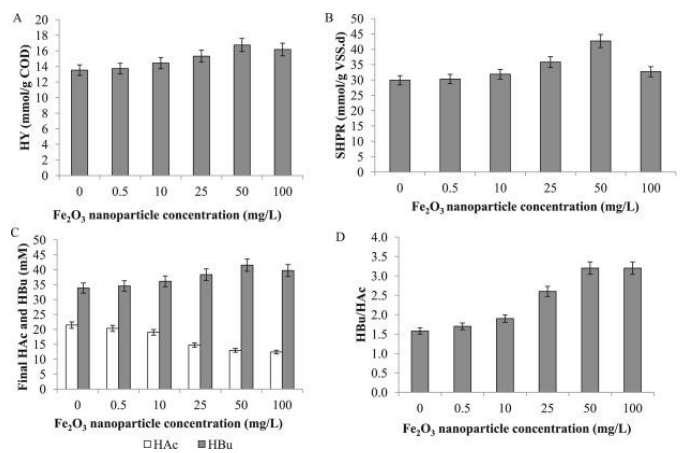 A
HY (mmol/g COD)
20
18
16
14
12
10
8
6
4
2
0
0 0.5 10 25 50 100
Fe₂O₃ nanoparticle concentration (mg/L)
B
SHPR (mmol/g VSS.d)
50
45
40
35
30
25
20
15
10
5
0
0 0.5 10 25 50 100
Fe₂O₃ nanoparticle concentration (mg/L)
C
Final HAc and HBu (mM)
50
45
40
35
30
25
20
15
10
5
0
0 0.5 10 25 50 100
Fe₂O₃ nanoparticle concentration (mg/L)
HAc HBu
D
HBu/HAc
4.0
3.5
3.0
2.5
2.0
1.5
1.0
0.5
0.0
0 0.5 10 25 50 100
Fe₂O₃ nanoparticle concentration (mg/L)